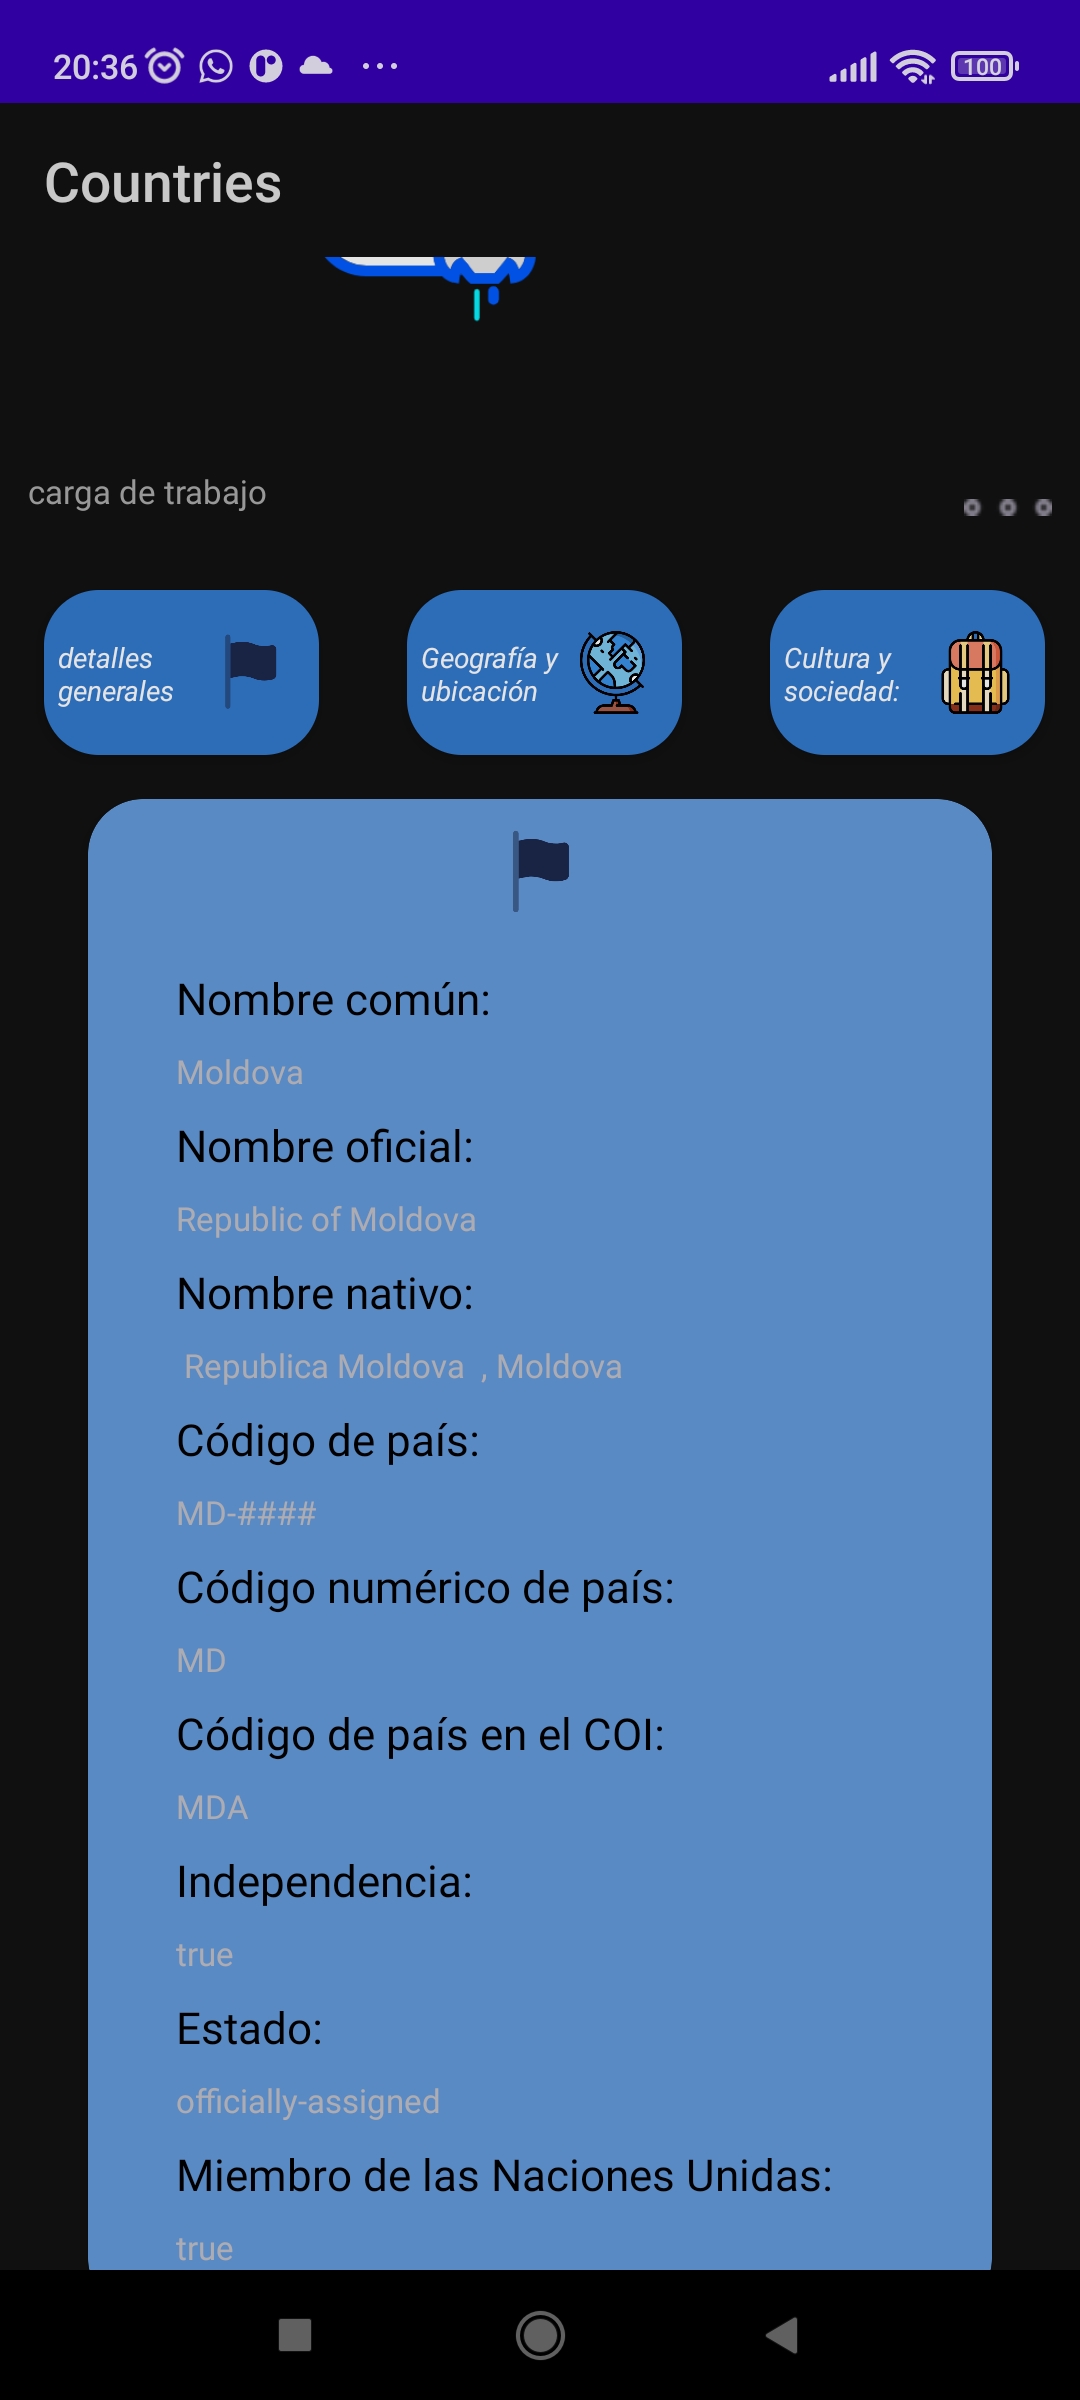 20:36
100
Countries
carga de trabajo
detalles
generales
Geografía y
ubicación
Cultura y
sociedad:
Nombre común:
Moldova
Nombre oficial:
Republic of Moldova
Nombre nativo:
Republica Moldova  , Moldova
Código de país:
MD-####
Código numérico de país:
MD
Código de país en el COI:
MDA
Independencia:
true
Estado:
officially-assigned
Miembro de las Naciones Unidas:
true